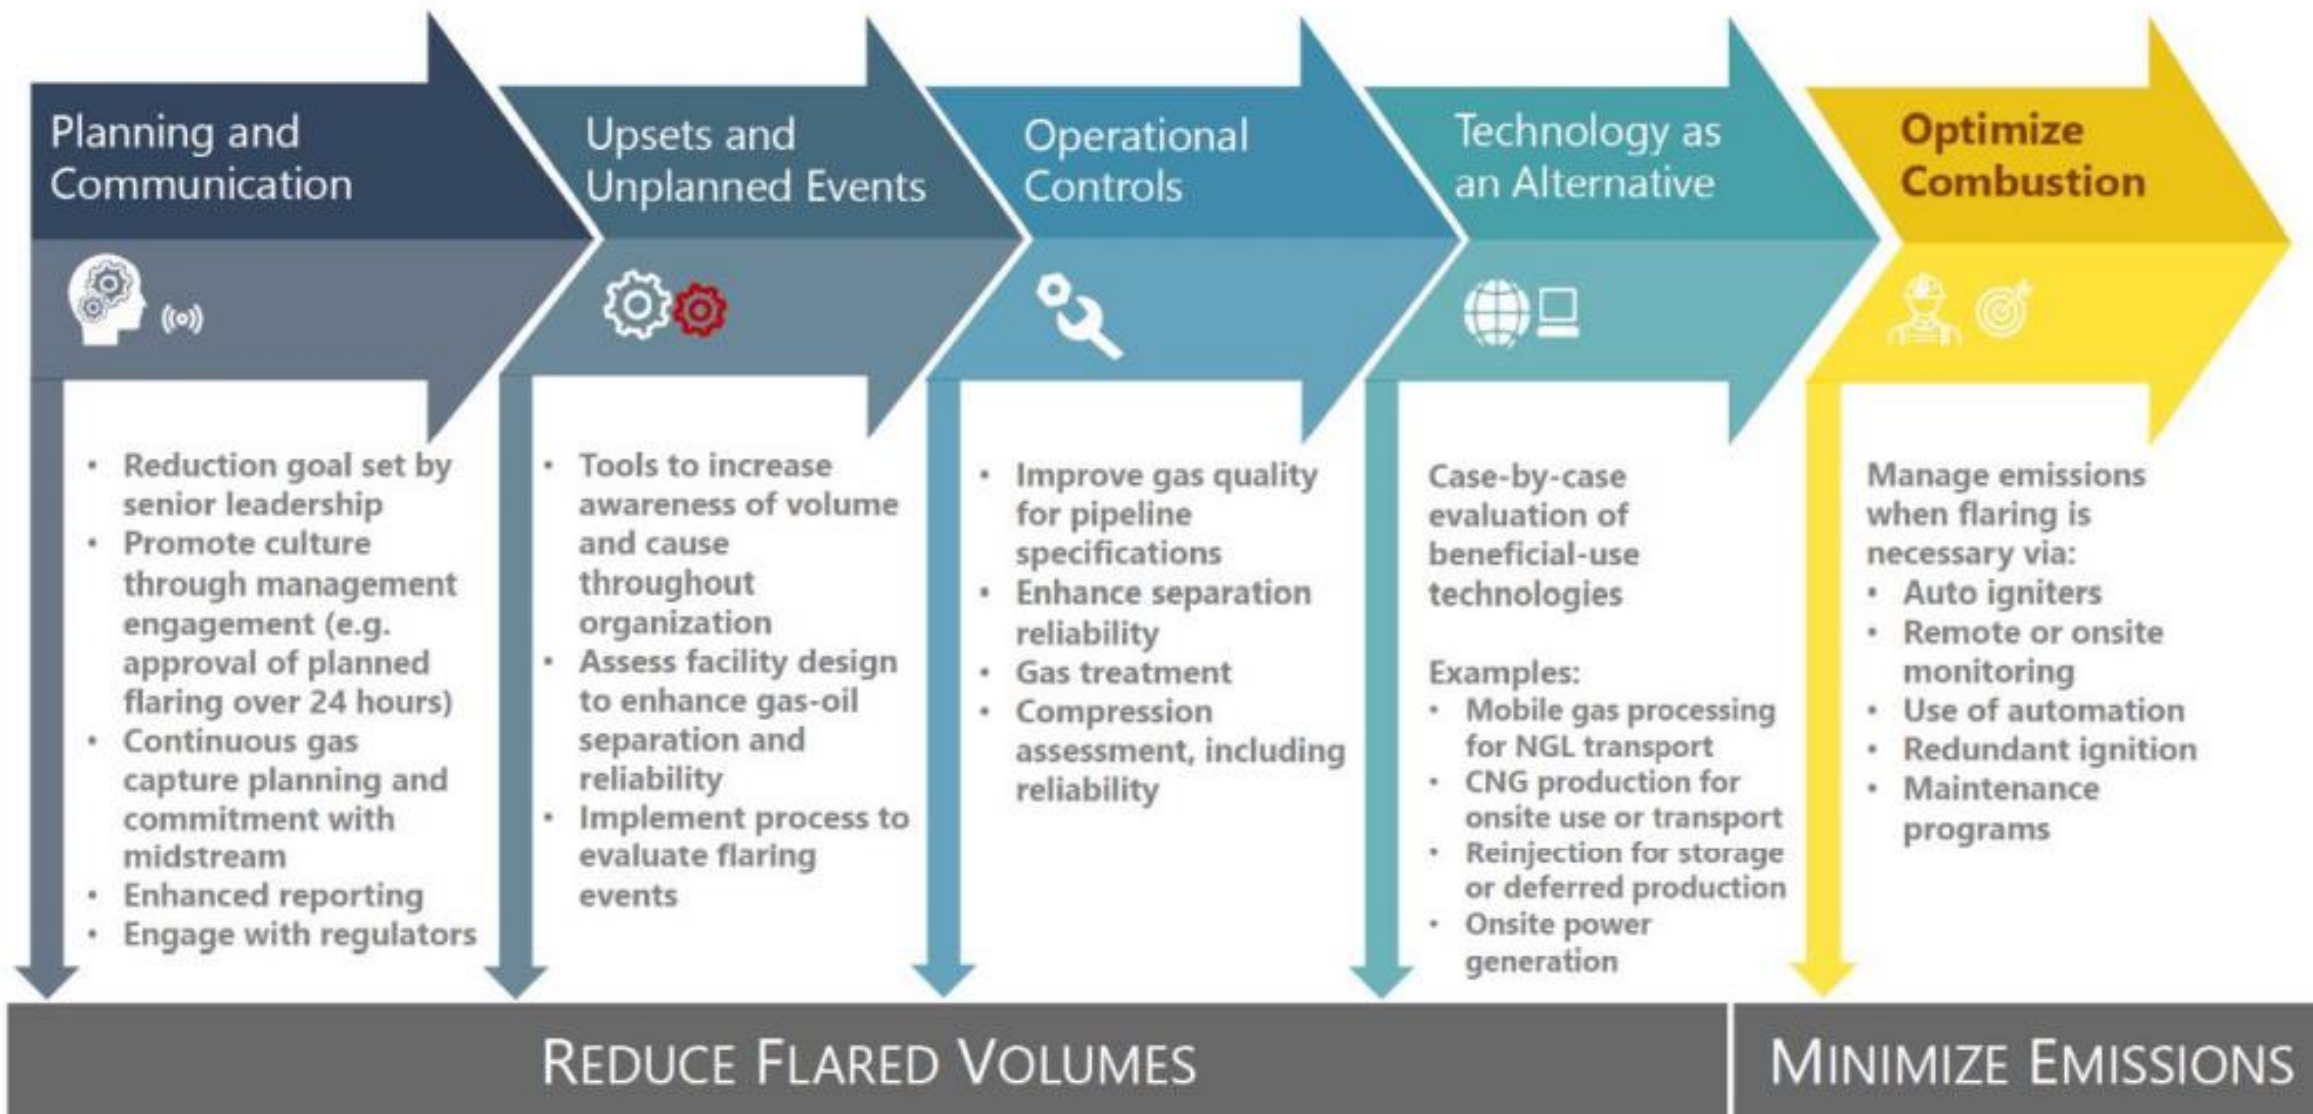 Planning and
Communication
• Reduction goal set by
senior leadership
• Promote culture
through management
engagement (e.g.
approval of planned
flaring over 24 hours)
• Continuous gas
capture planning and
commitment with
midstream
• Enhanced reporting
• Engage with regulators
Upsets and
Unplanned Events
• Tools to increase
awareness of volume
and cause
throughout
organization
• Assess facility design
to enhance gas-oil
separation and
reliability
• Implement process to
evaluate flaring
events
Operational
Controls
• Improve gas quality
for pipeline
specifications
• Enhance separation
reliability
• Gas treatment
• Compression
assessment, including
reliability
Technology as
an Alternative
Case-by-case
evaluation of
beneficial-use
technologies
Examples:
• Mobile gas processing
for NGL transport
• CNG production for
onsite use or transport
• Reinjection for storage
or deferred production
• Onsite power
generation
Optimize
Combustion
Manage emissions
when flaring is
necessary via:
• Auto igniters
• Remote or onsite
monitoring
• Use of automation
• Redundant ignition
• Maintenance
programs
REDUCE FLARED VOLUMES
MINIMIZE EMISSIONS